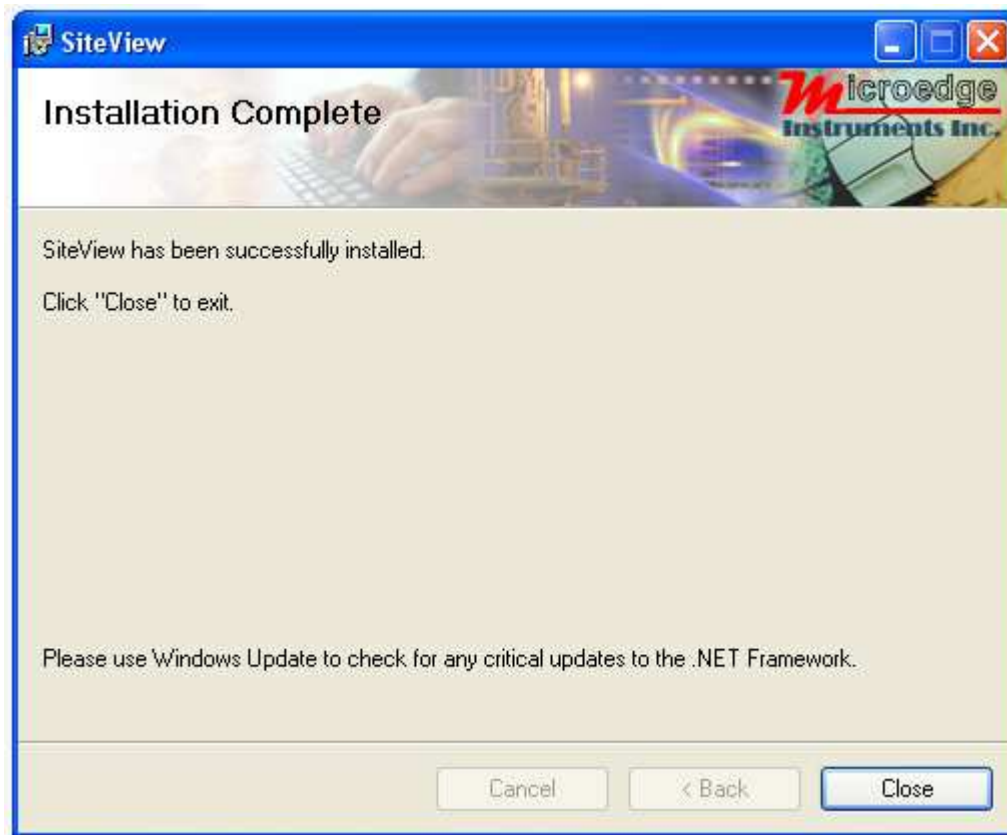 SiteView
Installation Complete
Microedge
Instruments Inc.
SiteView has been successfully installed.
Click "Close" to exit.
Please use Windows Update to check for any critical updates to the .NET Framework.
Cancel
< Back
Close